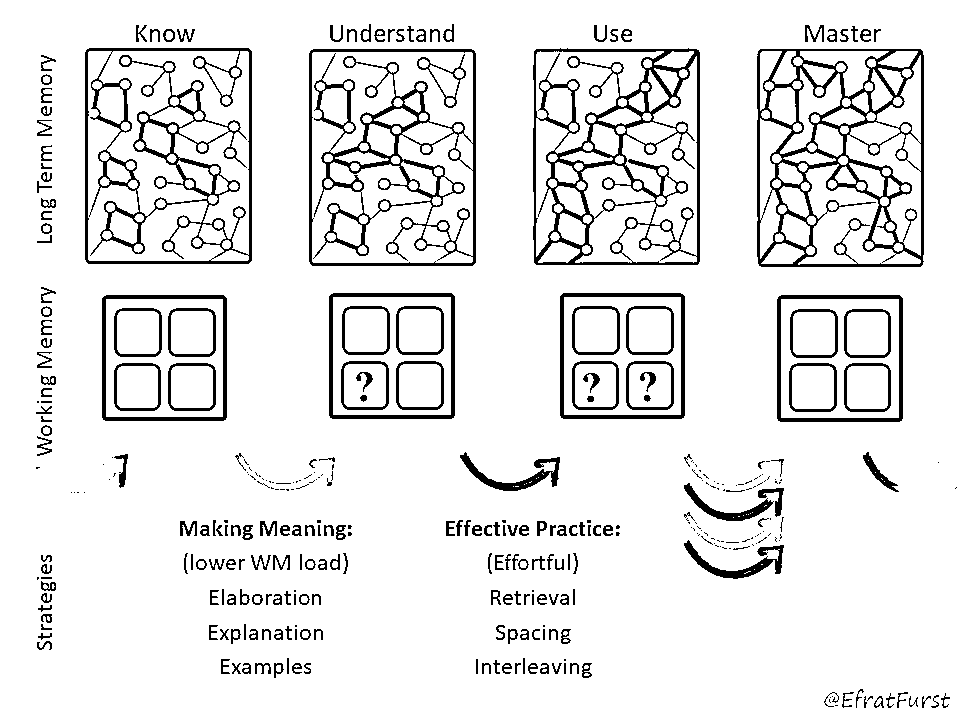 Know
Understand
Use
Master
Long Term Memory
Working Memory
?
? ?
Strategies
Making Meaning:
(lower WM load)
Elaboration
Explanation
Examples
Effective Practice:
(Effortful)
Retrieval
Spacing
Interleaving
@EfratFurst